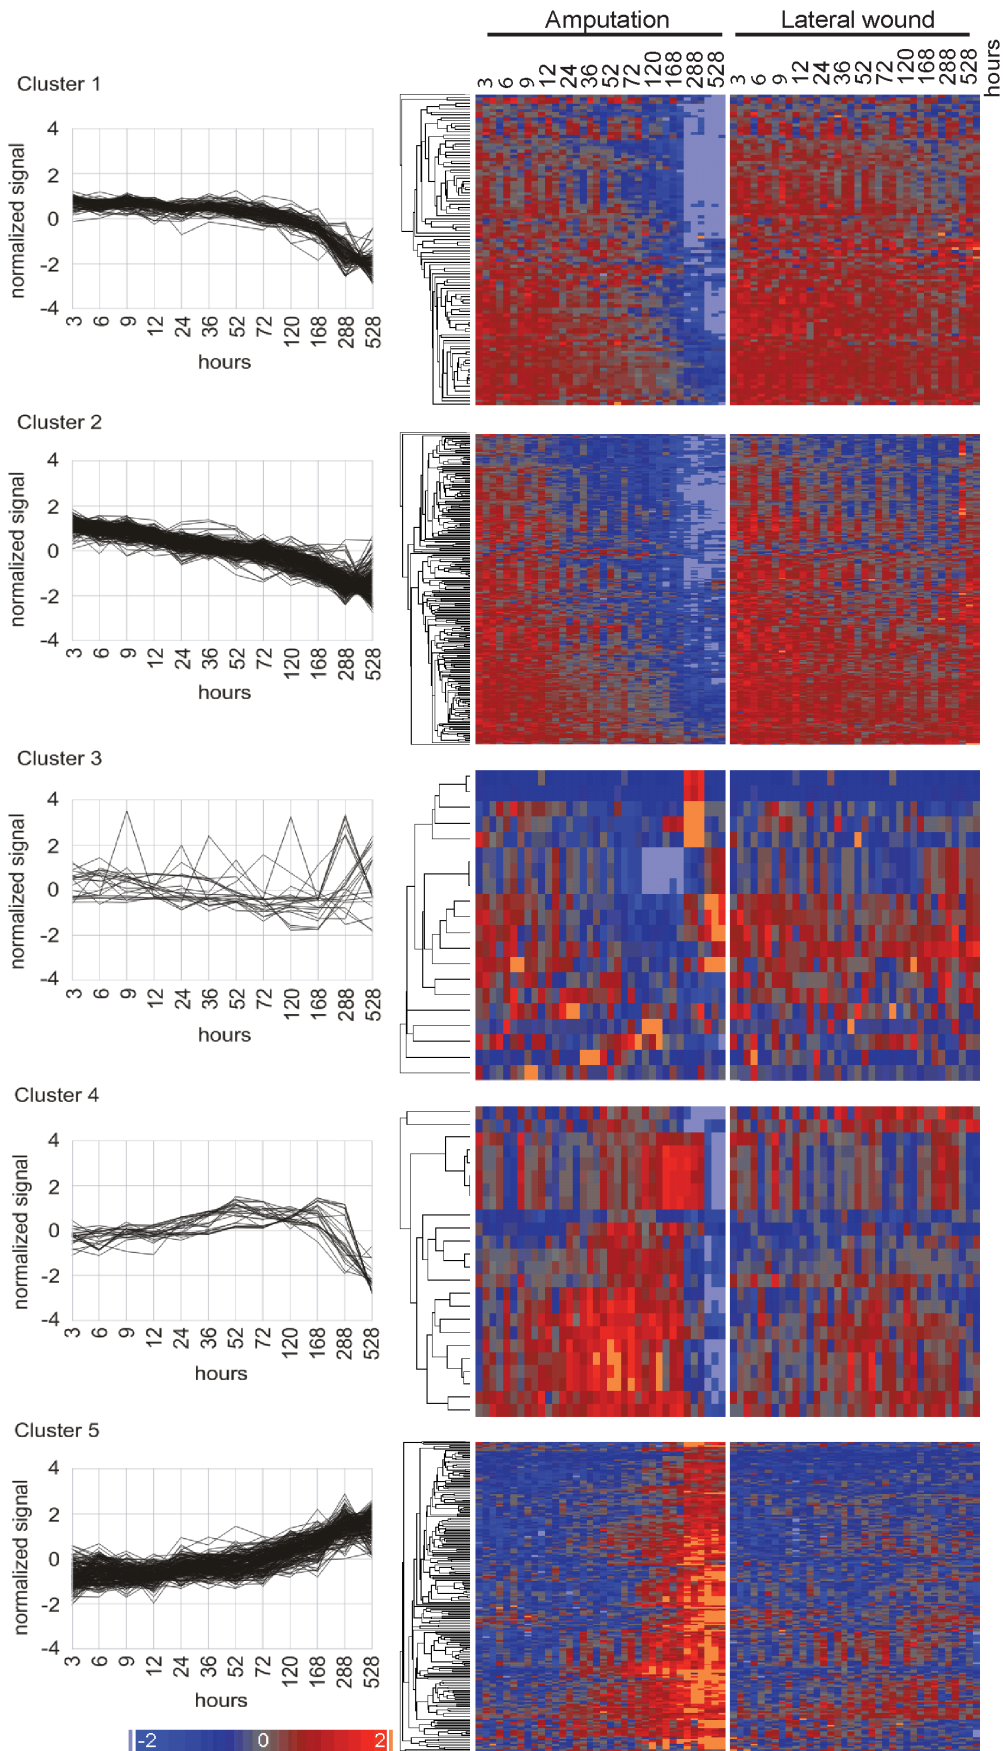 Amputation Lateral wound
3 6 9 12 24 36 52 72 120 168 288 528 3 6 9 12 24 36 52 72 120 168 288 528 hours
Cluster 1
4
2
0
-2
-4
normalized signal
3 6 9 12 24 36 52 72 120 168 288 528
hours
Cluster 2
4
2
0
-2
-4
normalized signal
3 6 9 12 24 36 52 72 120 168 288 528
hours
Cluster 3
4
2
0
-2
-4
normalized signal
3 6 9 12 24 36 52 72 120 168 288 528
hours
Cluster 4
4
2
0
-2
-4
normalized signal
3 6 9 12 24 36 52 72 120 168 288 528
hours
Cluster 5
4
2
0
-2
-4
normalized signal
3 6 9 12 24 36 52 72 120 168 288 528
hours
-2 0 2